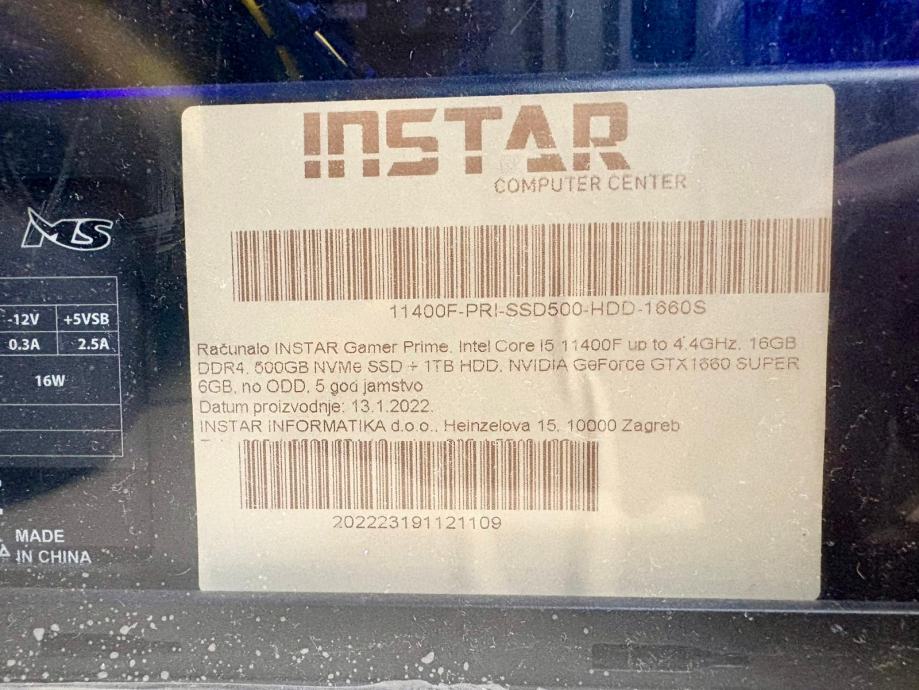 INSTAR
COMPUTER CENTER
11400F-PRI-SSD500-HDD-1660S
Računalo INSTAR Gamer Prime, Intel Core I5 11400F up to 4,4GHz, 16GB
DDR4, 500GB NVMe SSD + 1TB HDD, NVIDIA GeForce GTX1660 SUPER
6GB, no ODD, 5 god jamstvo
Datum proizvodnje: 13.1.2022.
INSTAR INFORMATIKA d.o.o., Heinzelova 15, 10000 Zagreb
202223191121109
MS
-12V +5VSB
0.3A 2.5A
16W
MADE
IN CHINA